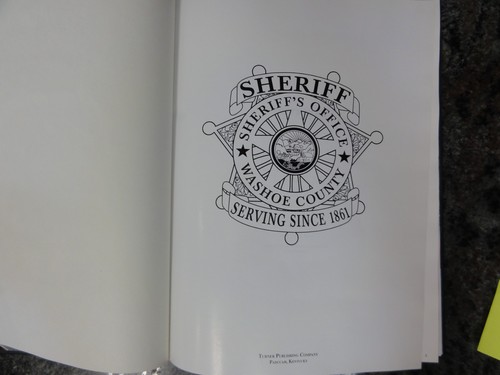 SHERIFF
SHERIFF'S OFFICE
WASHOE COUNTY
SERVING SINCE 1861
TURNER PUBLISHING COMPANY
PADUCAH, KENTUCKY